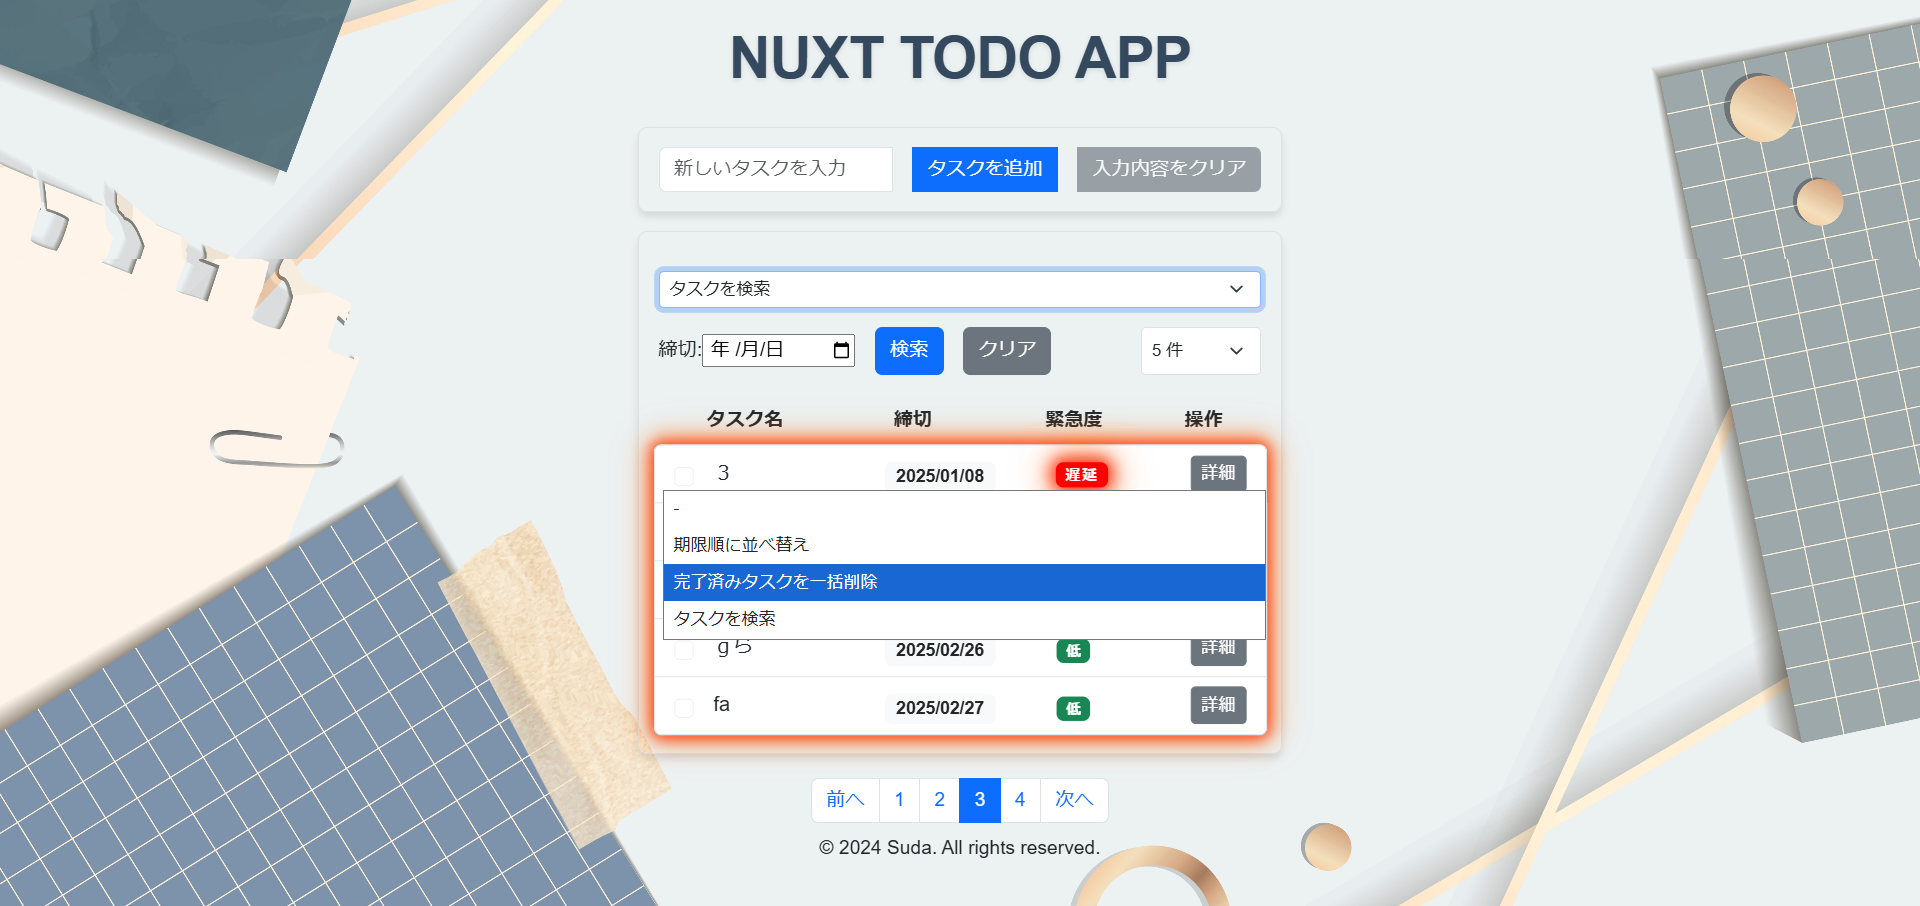 NUXT TODO APP
新しいタスクを入力 タスクを追加 入力内容をクリア
タスクを検索
締切: 年 /月/日 検索 クリア 5 件
タスク名 締切 緊急度 操作
3 2025/01/08 遅延 詳細
-
期限順に並べ替え
完了済みタスクを一括削除
タスクを検索
gら 2025/02/26 低 詳細
fa 2025/02/27 低 詳細
前へ 1 2 3 4 次へ
© 2024 Suda. All rights reserved.